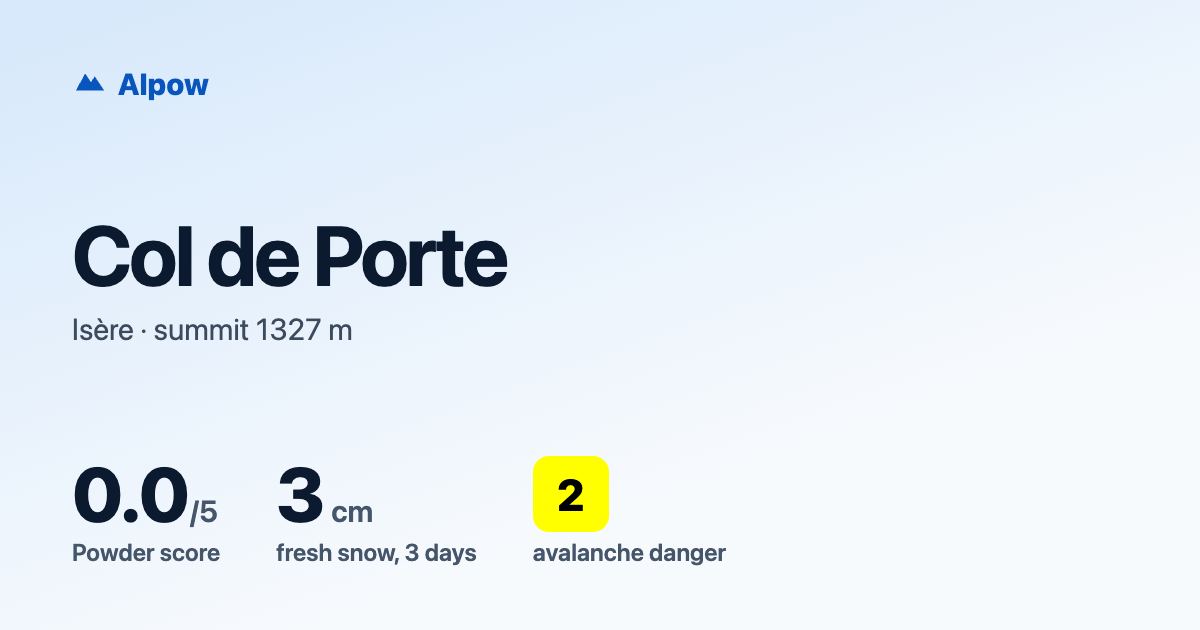 Alpow
Col de Porte
Isère · summit 1327 m
0.0/5
Powder score
3 cm
fresh snow, 3 days
2
avalanche danger